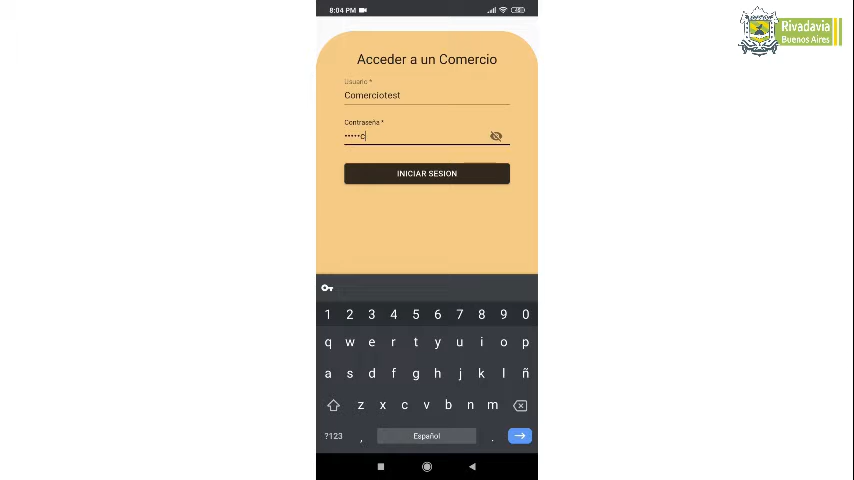 8:04 PM
Rivadavia
Buenos Aires
Acceder a un Comercio
Usuario *
Comerciotest
Contraseña *
•••••c
INICIAR SESION
1 2 3 4 5 6 7 8 9 0
q w e r t y u i o p
a s d f g h j k l ñ
z x c v b n m
?123 , Español .